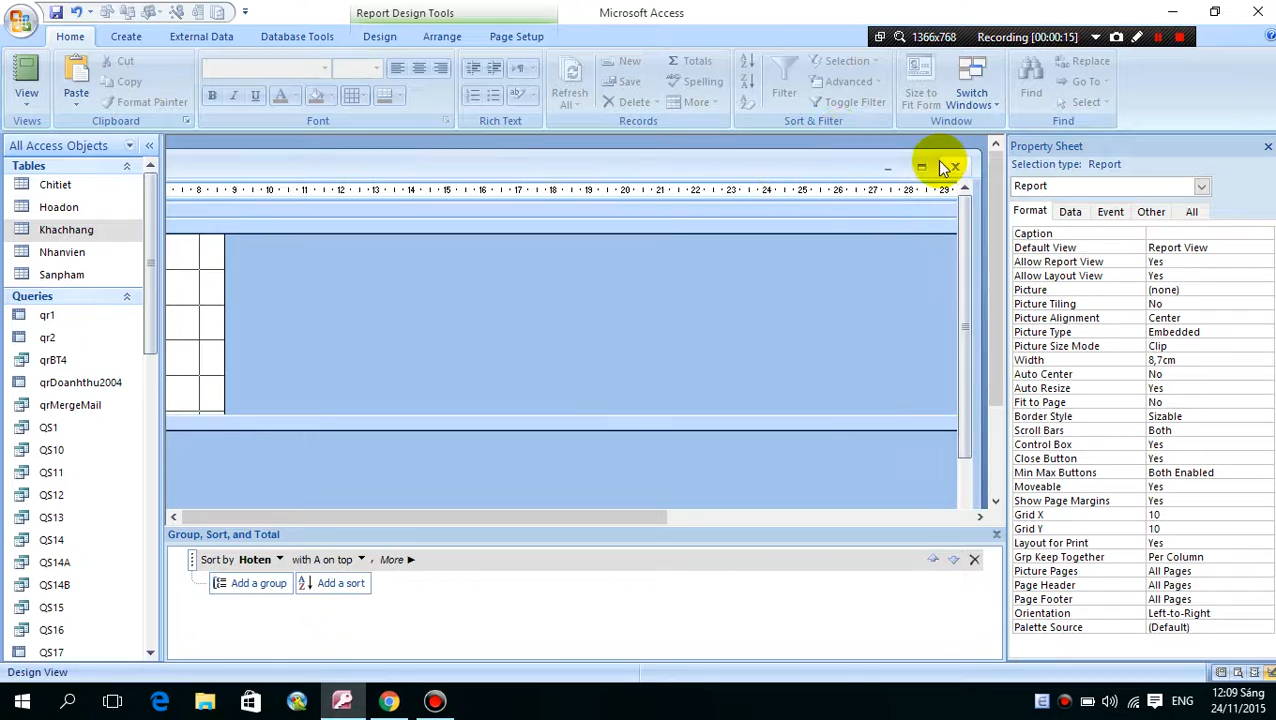 Report Design Tools
Microsoft Access
Home Create External Data Database Tools Design Arrange Page Setup
1366x768 Recording [00:00:15]
View
Views
Paste
Cut
Copy
Format Painter
Clipboard
B I U A
Font
Rich Text
Refresh All
New
Save
Delete
Totals
Spelling
More
Records
Filter
Selection
Advanced
Toggle Filter
Sort & Filter
Size to Fit Form
Switch Windows
Window
Find
Replace
Go To
Select
Find
All Access Objects
Tables
Chitiet
Hoadon
Khachhang
Nhanvien
Sanpham
Queries
qr1
qr2
qrBT4
qrDoanhthu2004
qrMergeMail
QS1
QS10
QS11
QS12
QS13
QS14
QS14A
QS14B
QS15
QS16
QS17
8 9 10 11 12 13 14 15 16 17 18 19 20 21 22 23 24 25 26 27 28 29
Group, Sort, and Total
Sort by Hoten with A on top , More
Add a group Add a sort
Property Sheet
Selection type: Report
Report
Format Data Event Other All
Caption
Default View Report View
Allow Report View Yes
Allow Layout View Yes
Picture (none)
Picture Tiling No
Picture Alignment Center
Picture Type Embedded
Picture Size Mode Clip
Width 8,7cm
Auto Center No
Auto Resize Yes
Fit to Page No
Border Style Sizable
Scroll Bars Both
Control Box Yes
Close Button Yes
Min Max Buttons Both Enabled
Moveable Yes
Show Page Margins Yes
Grid X 10
Grid Y 10
Layout for Print Yes
Grp Keep Together Per Column
Picture Pages All Pages
Page Header All Pages
Page Footer All Pages
Orientation Left-to-Right
Palette Source (Default)
Design View
ENG
12:09 Sáng
24/11/2015